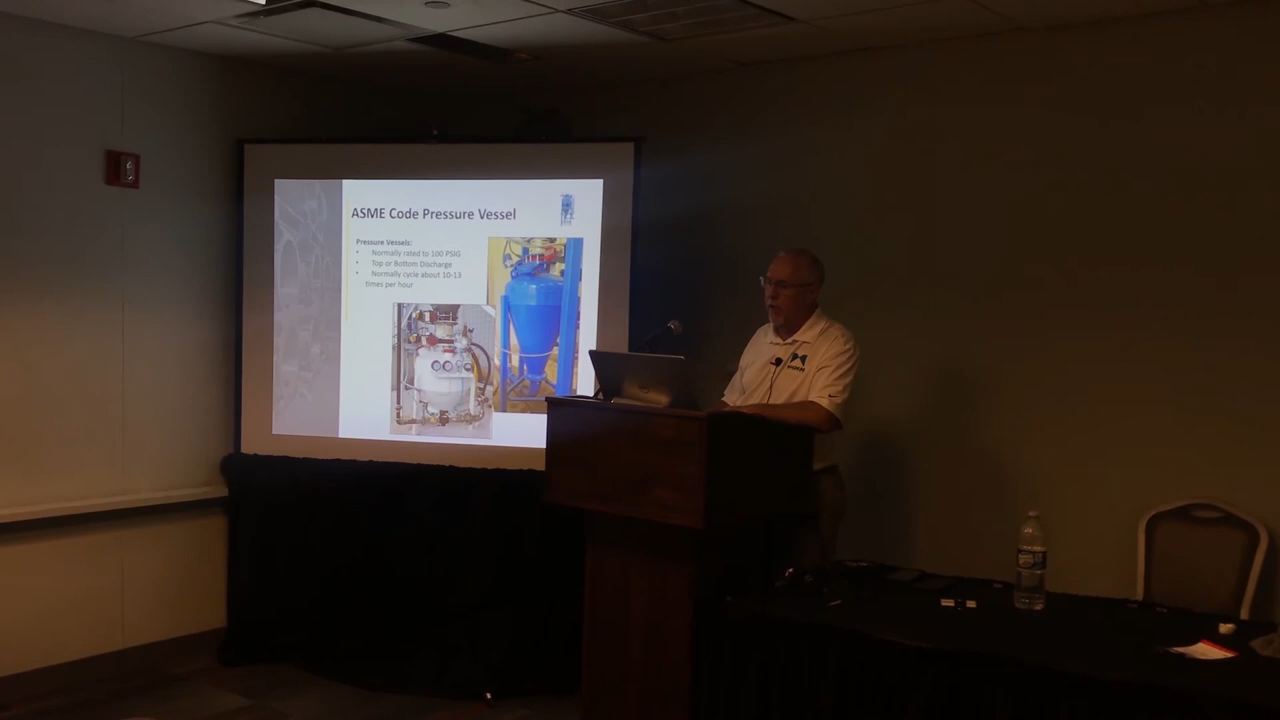 ASME Code Pressure Vessel
Pressure Vessels:
• Normally rated to 100 PSIG
• Top or Bottom Discharge
• Normally cycle about 10-13
times per hour